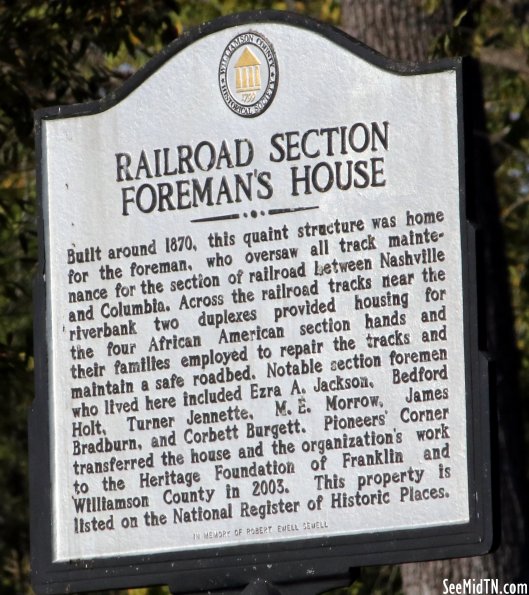 WILLIAMSON COUNTY
HISTORICAL SOCIETY
1799
RAILROAD SECTION
FOREMAN'S HOUSE
Built around 1870, this quaint structure was home
for the foreman, who oversaw all track mainte-
nance for the section of railroad between Nashville
and Columbia. Across the railroad tracks near the
riverbank two duplexes provided housing for
the four African American section hands and
their families employed to repair the tracks and
maintain a safe roadbed. Notable section foremen
who lived here included Ezra A. Jackson, Bedford
Holt, Turner Jennette, M. E. Morrow, James
Bradburn, and Corbett Burgett. Pioneers' Corner
transferred the house and the organization's work
to the Heritage Foundation of Franklin and
Williamson County in 2003. This property is
listed on the National Register of Historic Places.
IN MEMORY OF ROBERT EWELL SEWELL
SeeMidTN.com